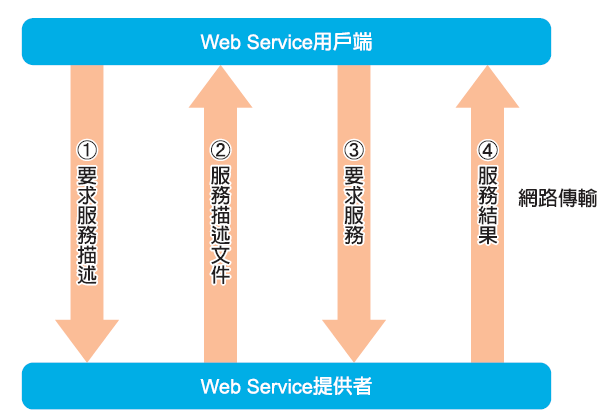 Web Service用戶端
①要求服務描述
②服務描述文件
③要求服務
④服務結果
網路傳輸
Web Service提供者